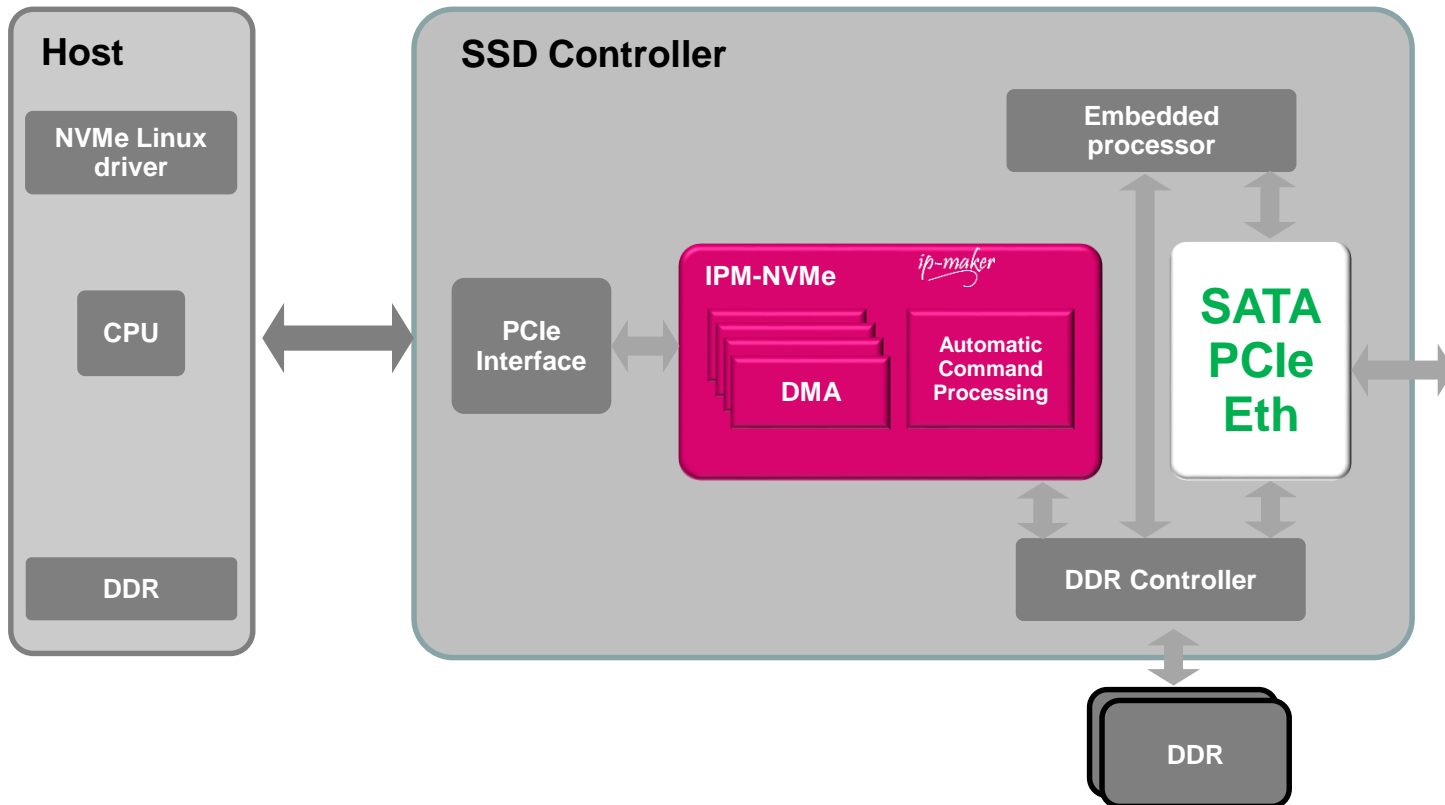 Host
NVMe Linux
driver
CPU
DDR
SSD Controller
Embedded
processor
PCIe
Interface
IPM-NVMe
ip-maker
DMA
Automatic
Command
Processing
SATA
PCIe
Eth
DDR Controller
DDR